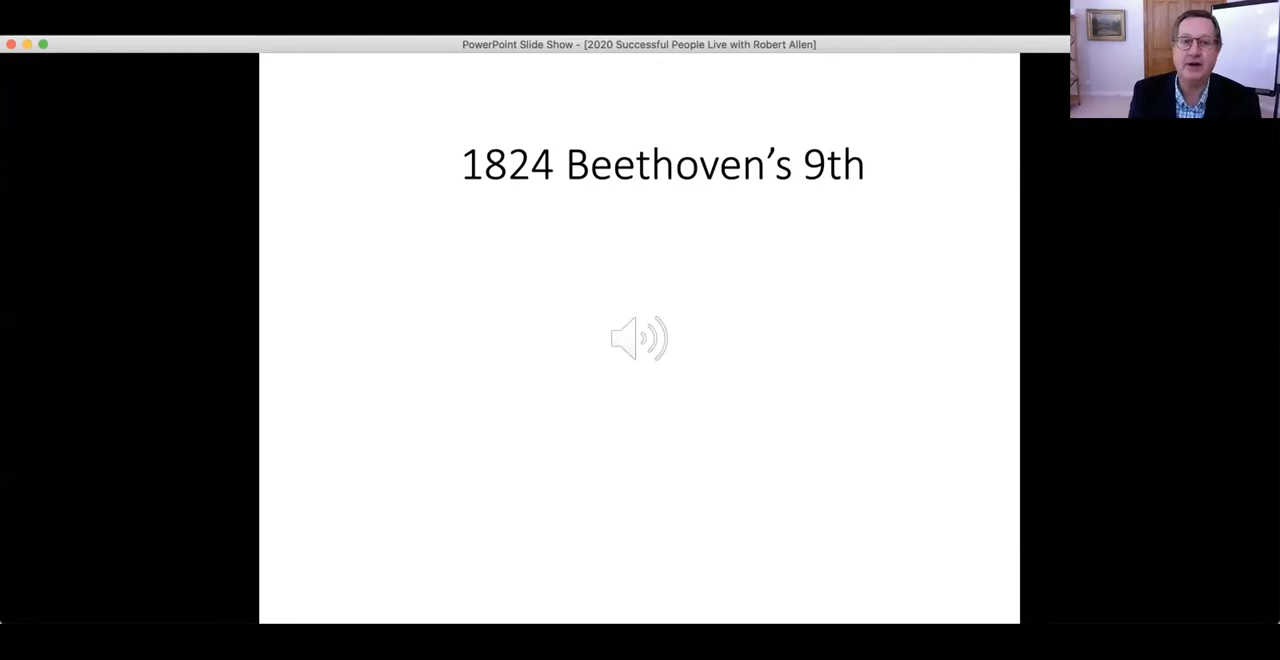 PowerPoint Slide Show - [2020 Successful People Live with Robert Allen]
1824 Beethoven’s 9th